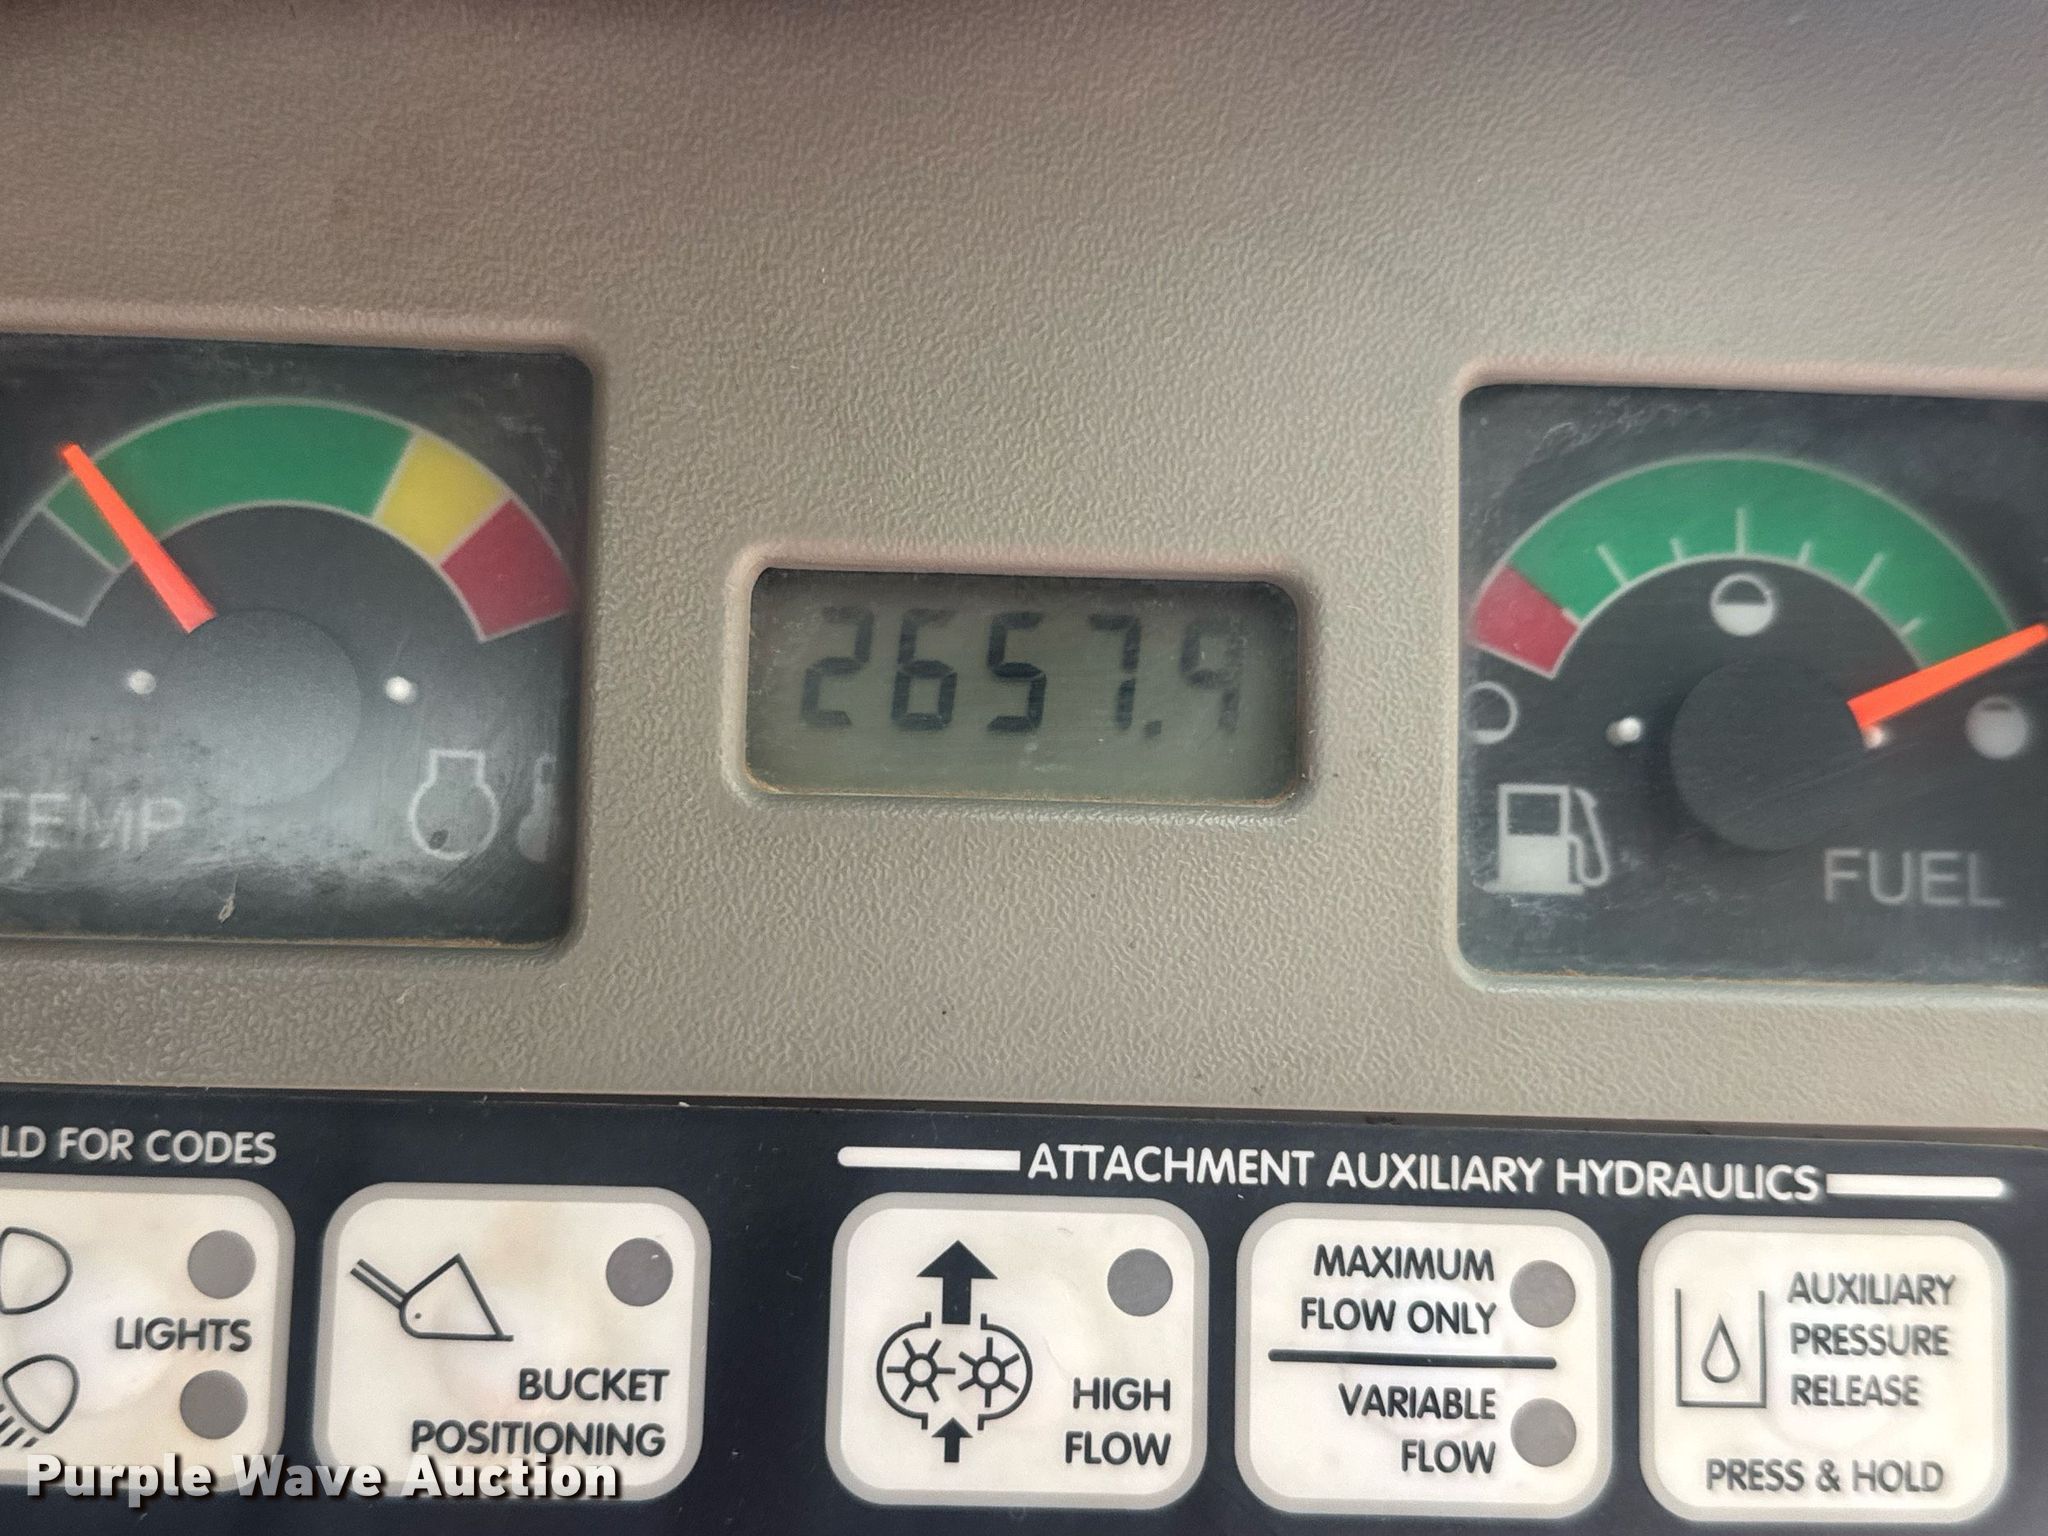 2657.9
TEMP
FUEL
LD FOR CODES
ATTACHMENT AUXILIARY HYDRAULICS
LIGHTS
BUCKET
POSITIONING
HIGH
FLOW
MAXIMUM
FLOW ONLY
VARIABLE
FLOW
AUXILIARY
PRESSURE
RELEASE
PRESS & HOLD
Purple Wave Auction